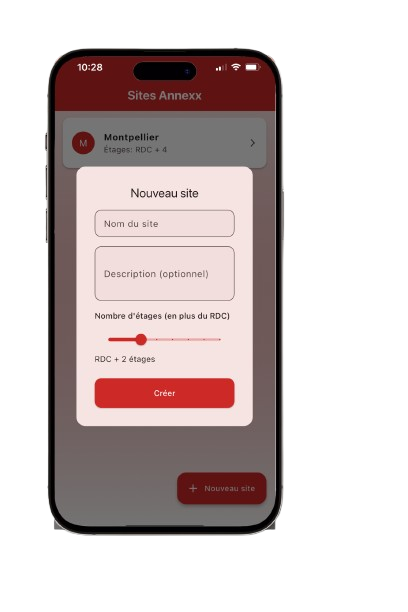 10:28
Sites Annexx
M
Montpellier
Étages: RDC + 4
Nouveau site
Nom du site
Description (optionnel)
Nombre d'étages (en plus du RDC)
RDC + 2 étages
Créer
+ Nouveau site